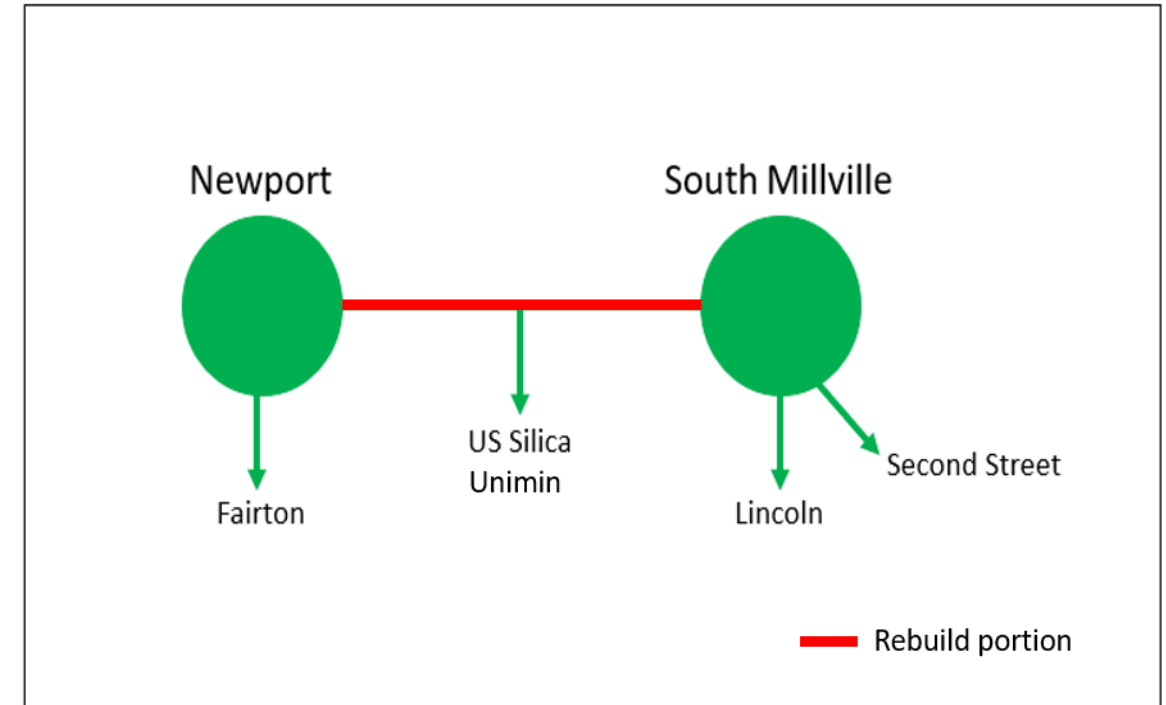 Newport
South Millville
US Silica
Unimin
Second Street
Fairton
Lincoln
Rebuild portion